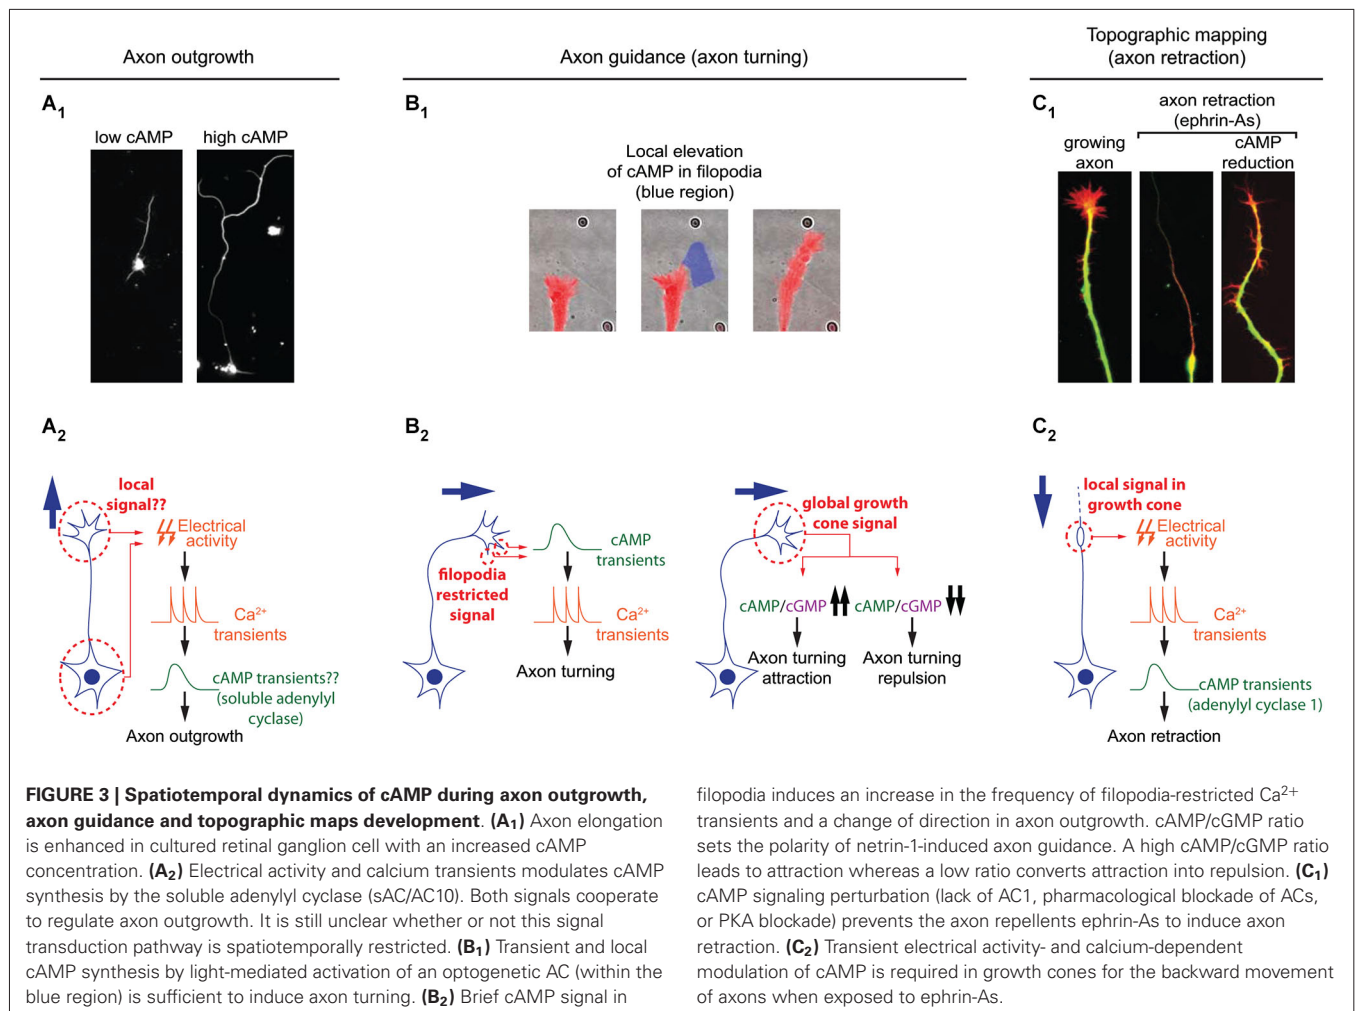 Axon outgrowth
A1
low cAMP
high cAMP
Axon guidance (axon turning)
B1
Local elevation
of cAMP in filopodia
(blue region)
Topographic mapping
(axon retraction)
C1
axon retraction
(ephrin-As)
growing
axon
cAMP
reduction
A2
local
signal??
Electrical
activity
Ca2+
transients
cAMP transients??
(soluble adenylyl
cyclase)
Axon outgrowth
B2
filopodia
restricted
signal
cAMP
transients
Ca2+
transients
Axon turning
global growth
cone signal
cAMP/cGMP
cAMP/cGMP
Axon turning
attraction
Axon turning
repulsion
C2
local signal in
growth cone
Electrical
activity
Ca2+
transients
cAMP transients
(adenylyl cyclase 1)
Axon retraction
FIGURE 3 | Spatiotemporal dynamics of cAMP during axon outgrowth,
axon guidance and topographic maps development. (A1) Axon elongation
is enhanced in cultured retinal ganglion cell with an increased cAMP
concentration. (A2) Electrical activity and calcium transients modulates cAMP
synthesis by the soluble adenylyl cyclase (sAC/AC10). Both signals cooperate
to regulate axon outgrowth. It is still unclear whether or not this signal
transduction pathway is spatiotemporally restricted. (B1) Transient and local
cAMP synthesis by light-mediated activation of an optogenetic AC (within the
blue region) is sufficient to induce axon turning. (B2) Brief cAMP signal in
filopodia induces an increase in the frequency of filopodia-restricted Ca2+
transients and a change of direction in axon outgrowth. cAMP/cGMP ratio
sets the polarity of netrin-1-induced axon guidance. A high cAMP/cGMP ratio
leads to attraction whereas a low ratio converts attraction into repulsion. (C1)
cAMP signaling perturbation (lack of AC1, pharmacological blockade of ACs,
or PKA blockade) prevents the axon repellents ephrin-As to induce axon
retraction. (C2) Transient electrical activity- and calcium-dependent
modulation of cAMP is required in growth cones for the backward movement
of axons when exposed to ephrin-As.